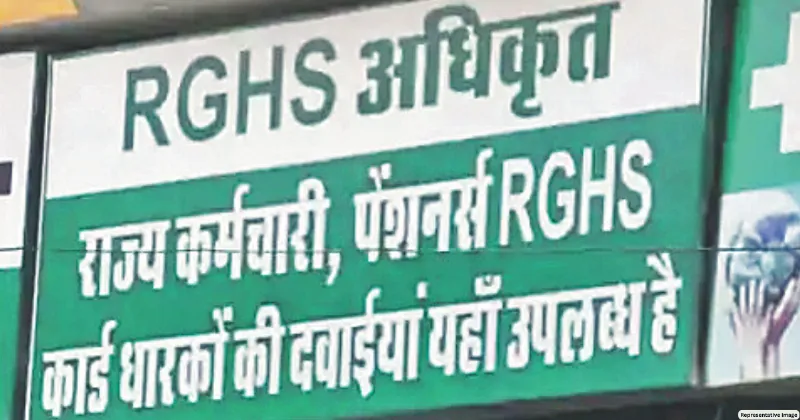 RGHS अधिकृत
राज्य कर्मचारी, पेंशनर्स RGHS
कार्ड धारकों की दवाईयां यहाँ उपलब्ध है
Representative Image